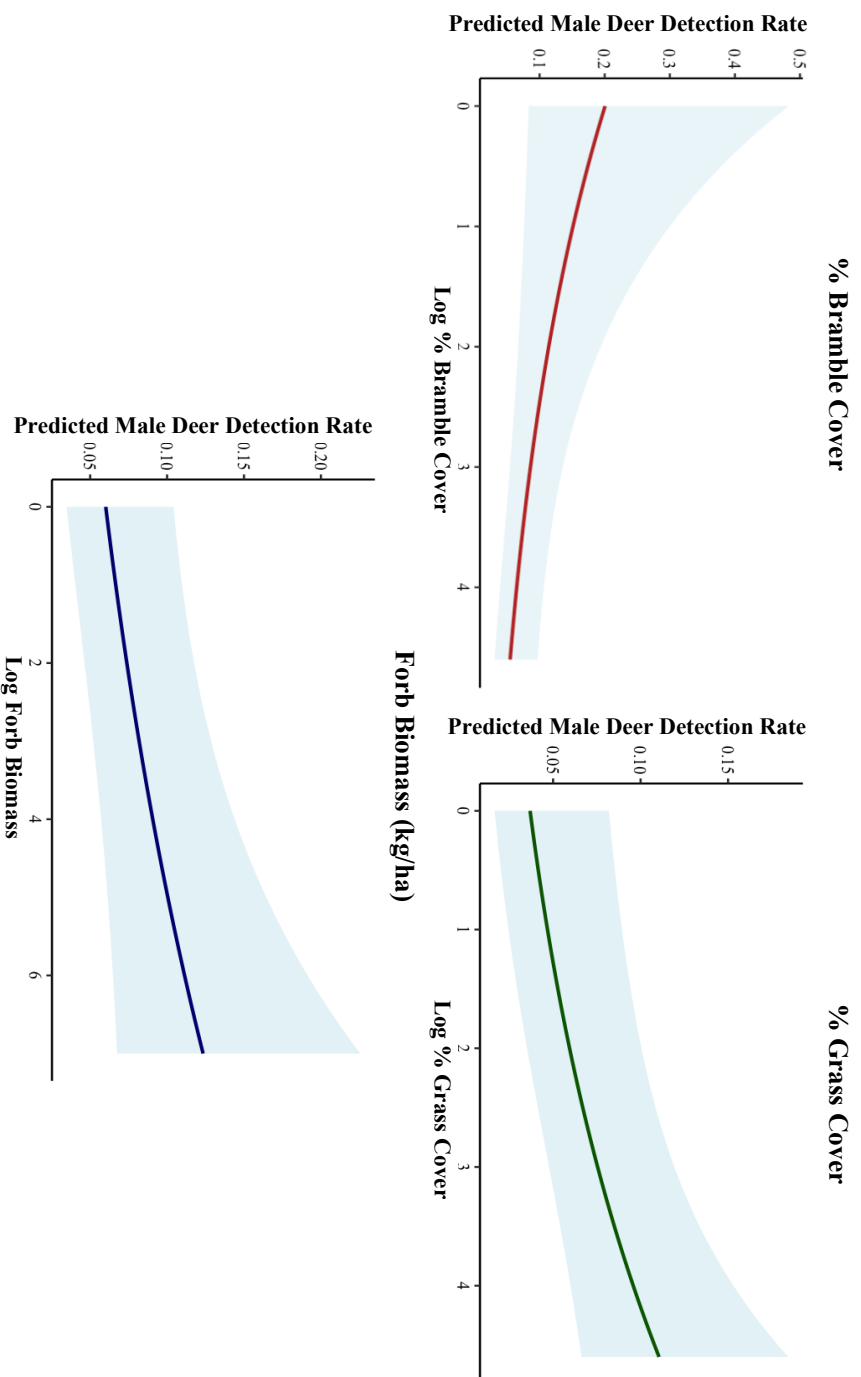 % Bramble Cover
Predicted Male Deer Detection Rate
0.5
0.4
0.3
0.2
0.1
0
1
2
3
4
Log % Bramble Cover
% Grass Cover
Predicted Male Deer Detection Rate
0.15
0.10
0.05
0
1
2
3
4
Log % Grass Cover
Forb Biomass (kg/ha)
Predicted Male Deer Detection Rate
0.20
0.15
0.10
0.05
0
2
4
6
Log Forb Biomass